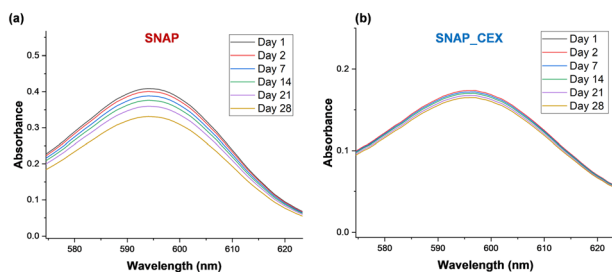 (a)
SNAP
Day 1
Day 2
Day 7
Day 14
Day 21
Day 28
Absorbance
0.4
0.3
0.2
0.1
0.0
580 590 600 610 620
Wavelength (nm)
(b)
SNAP_CEX
Day 1
Day 2
Day 7
Day 14
Day 21
Day 28
Absorbance
0.2
0.1
0.0
580 590 600 610 620
Wavelength (nm)